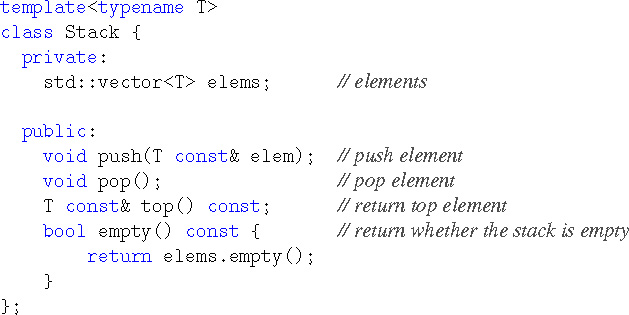 template<typename T>
class Stack {
private:
std::vector<T> elems; // elements
public:
void push(T const& elem); // push element
void pop(); // pop element
T const& top() const; // return top element
bool empty() const { // return whether the stack is empty
return elems.empty();
}
};